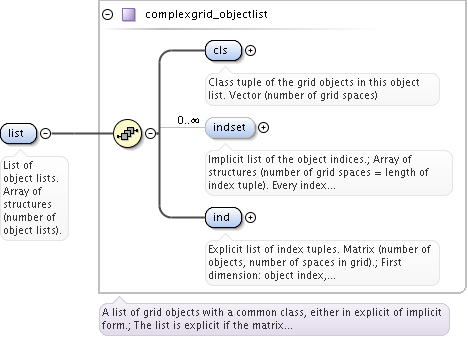 complexgrid_objectlist
cls
Class tuple of the grid objects in this object
list. Vector (number of grid spaces)
0..∞
indset
Implicit list of the object indices.; Array of
structures (number of grid spaces = length of
index tuple). Every index...
list
List of
object lists.
Array of
structures
(number of
object lists).
ind
Explicit list of index tuples. Matrix (number of
objects, number of spaces in grid).; First
dimension: object index,...
A list of grid objects with a common class, either in explicit of implicit
form.; The list is explicit if the matrix...